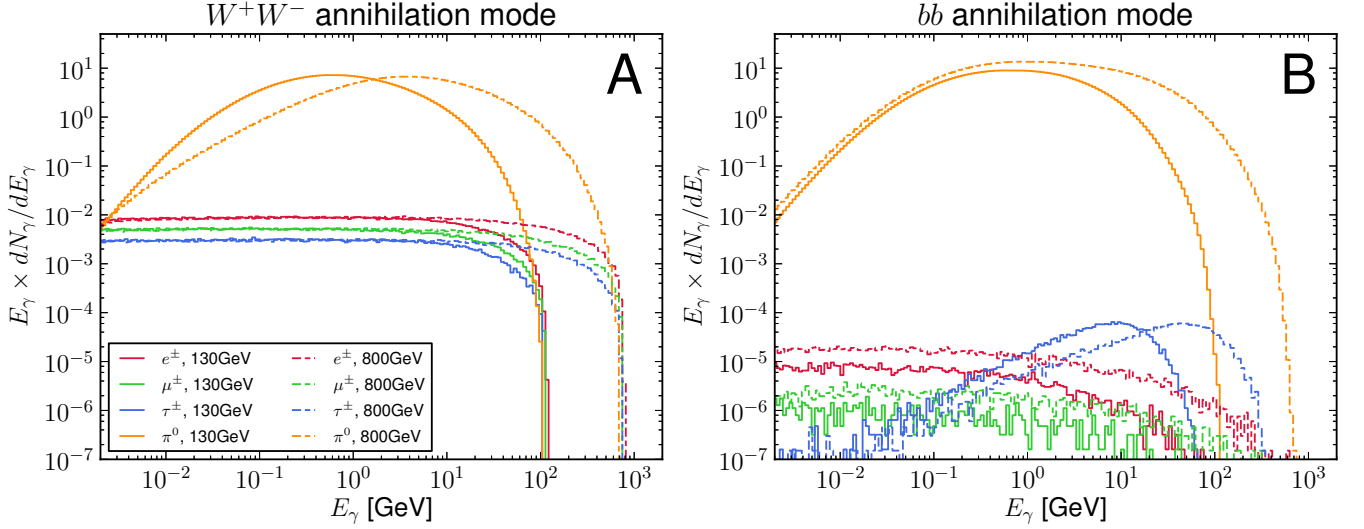 W⁺W⁻ annihilation mode
A
E_γ × dN_γ/dE_γ
10¹
10⁰
10⁻¹
10⁻²
10⁻³
10⁻⁴
10⁻⁵
10⁻⁶
10⁻⁷
e±, 130GeV
μ±, 130GeV
τ±, 130GeV
π⁰, 130GeV
e±, 800GeV
μ±, 800GeV
τ±, 800GeV
π⁰, 800GeV
10⁻² 10⁻¹ 10⁰ 10¹ 10² 10³
E_γ [GeV]
bb annihilation mode
B
E_γ × dN_γ/dE_γ
10¹
10⁰
10⁻¹
10⁻²
10⁻³
10⁻⁴
10⁻⁵
10⁻⁶
10⁻⁷
10⁻² 10⁻¹ 10⁰ 10¹ 10² 10³
E_γ [GeV]